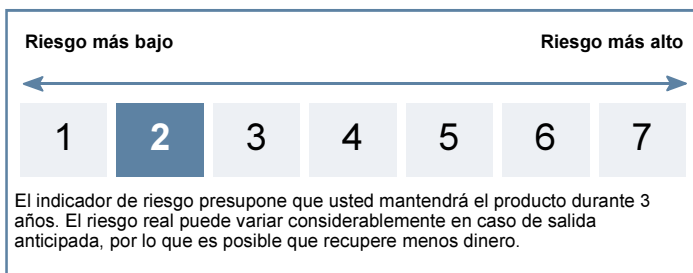 Riesgo más bajo Riesgo más alto
1 2 3 4 5 6 7
El indicador de riesgo presupone que usted mantendrá el producto durante 3
años. El riesgo real puede variar considerablemente en caso de salida
anticipada, por lo que es posible que recupere menos dinero.